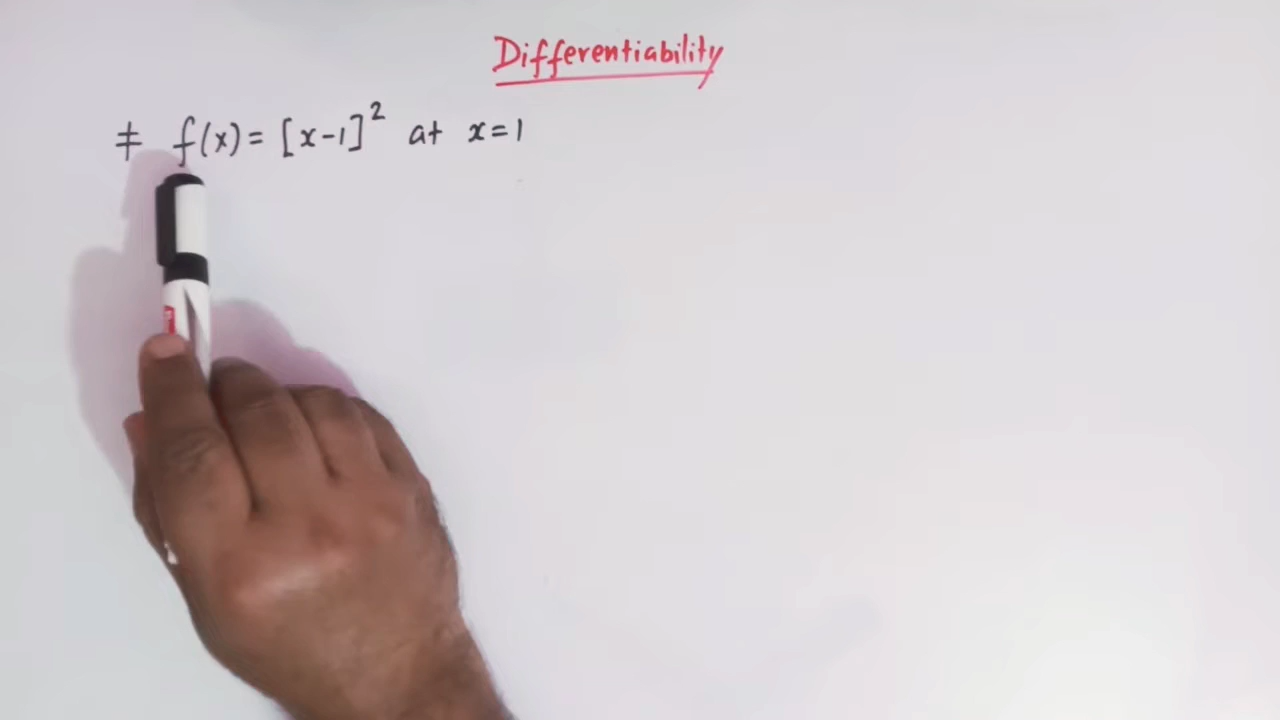 Differentiability
‡ f(x) = [x-1]² at x=1